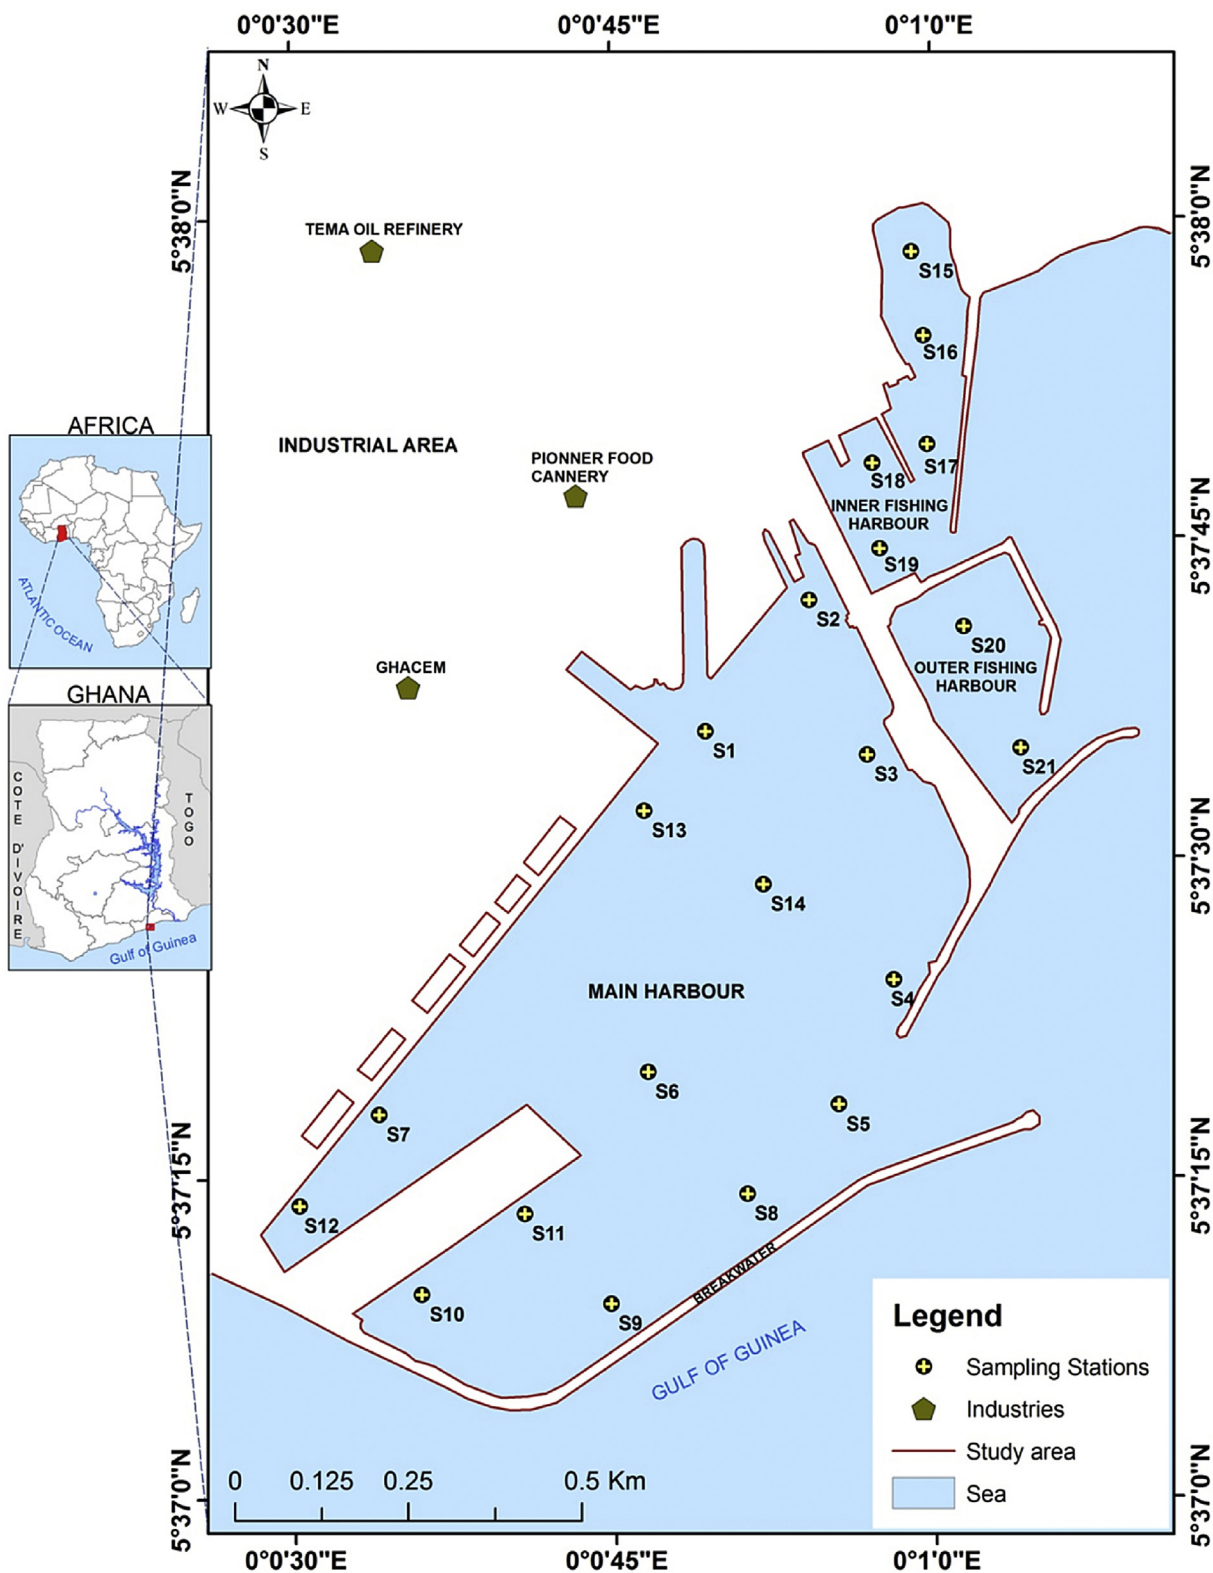 0°0'30"E 0°0'45"E 0°1'0"E
N
W E
S
5°38'0"N
5°38'0"N
TEMA OIL REFINERY
S15
S16
AFRICA
INDUSTRIAL AREA
PIONNER FOOD
CANNERY
S17
S18
INNER FISHING
HARBOUR
5°37'45"N
5°37'45"N
S19
ATLANTIC OCEAN
S2
S20
OUTER FISHING
HARBOUR
GHACEM
GHANA
S1
S3
S21
COTE D'IVOIRE
TOGO
S13
5°37'30"N
5°37'30"N
S14
Gulf of Guinea
MAIN HARBOUR
S4
S6
S5
S7
5°37'15"N
5°37'15"N
S12
S11
S8
BREAKWATER
S10
S9
GULF OF GUINEA
Legend
Sampling Stations
Industries
Study area
Sea
0 0.125 0.25 0.5 Km
5°37'0"N
5°37'0"N
0°0'30"E 0°0'45"E 0°1'0"E